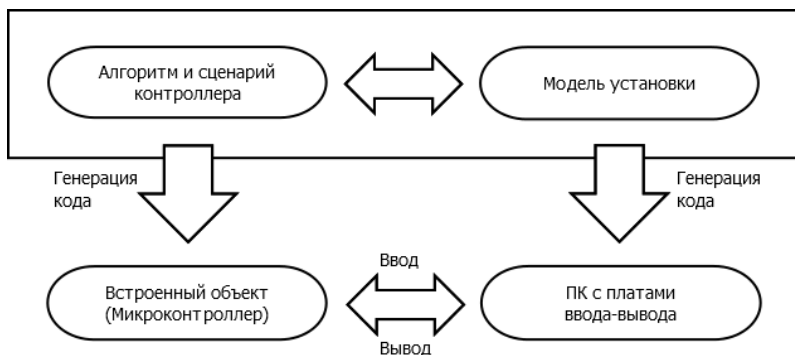 Алгоритм и сценарий
контроллера
Модель установки
Генерация
кода
Генерация
кода
Встроенный объект
(Микроконтроллер)
Ввод
Вывод
ПК с платами
ввода-вывода